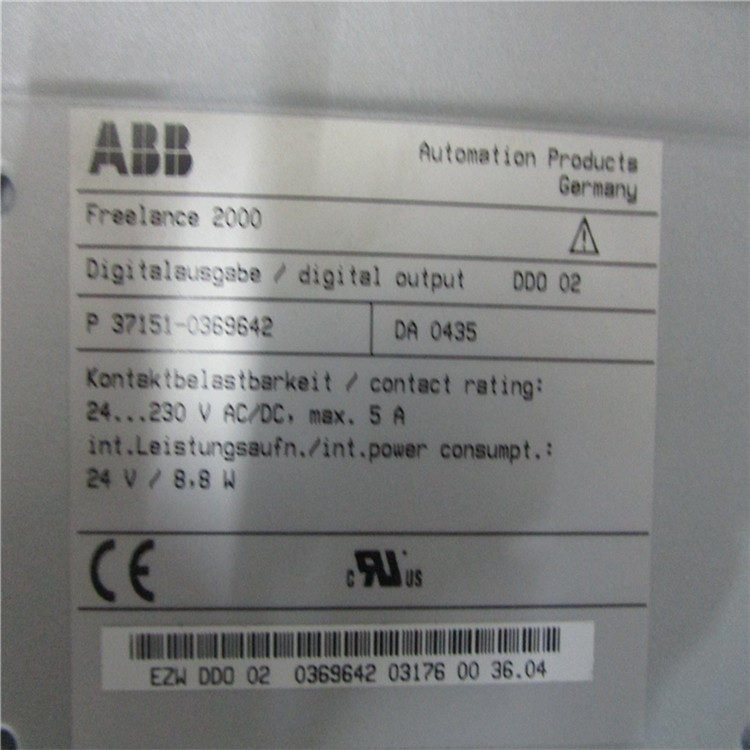 ABB
Automation Products
Germany
Freelance 2000
Digitalausgabe / digital output DDO 02
P 37151-0369642 DA 0435
Kontaktbelastbarkeit / contact rating:
24...230 V AC/DC, max. 5 A
int.Leistungsaufn./int.power consumpt.:
24 V / 8,8 W
CE
c RU US
EZW DDO 02 0369642 03176 00 36.04